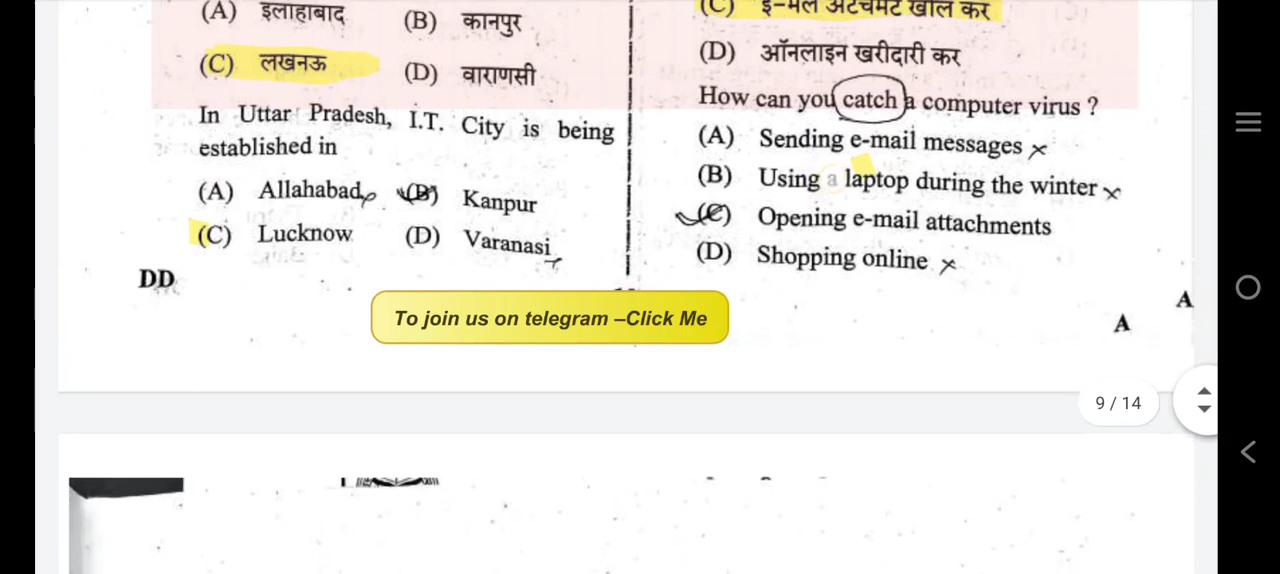 (A) इलाहाबाद (B) कानपुर
(C) लखनऊ (D) वाराणसी
In Uttar Pradesh, I.T. City is being
established in
(A) Allahabad (B) Kanpur
(C) Lucknow (D) Varanasi
DD
(C) ई-मेल अटैचमेंट खोल कर
(D) ऑनलाइन खरीदारी कर
How can you catch a computer virus ?
(A) Sending e-mail messages
(B) Using a laptop during the winter
(C) Opening e-mail attachments
(D) Shopping online
A
A
To join us on telegram –Click Me
9 / 14